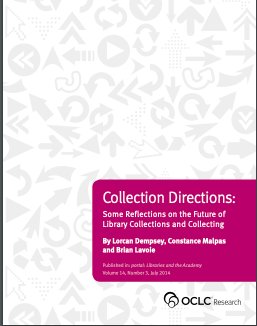 Collection Directions:
Some Reflections on the Future of
Library Collections and Collecting
By Lorcan Dempsey, Constance Malpas
and Brian Lavoie
Published in: portal: Libraries and the Academy
Volume 14, Number 3, July 2014
OCLC Research